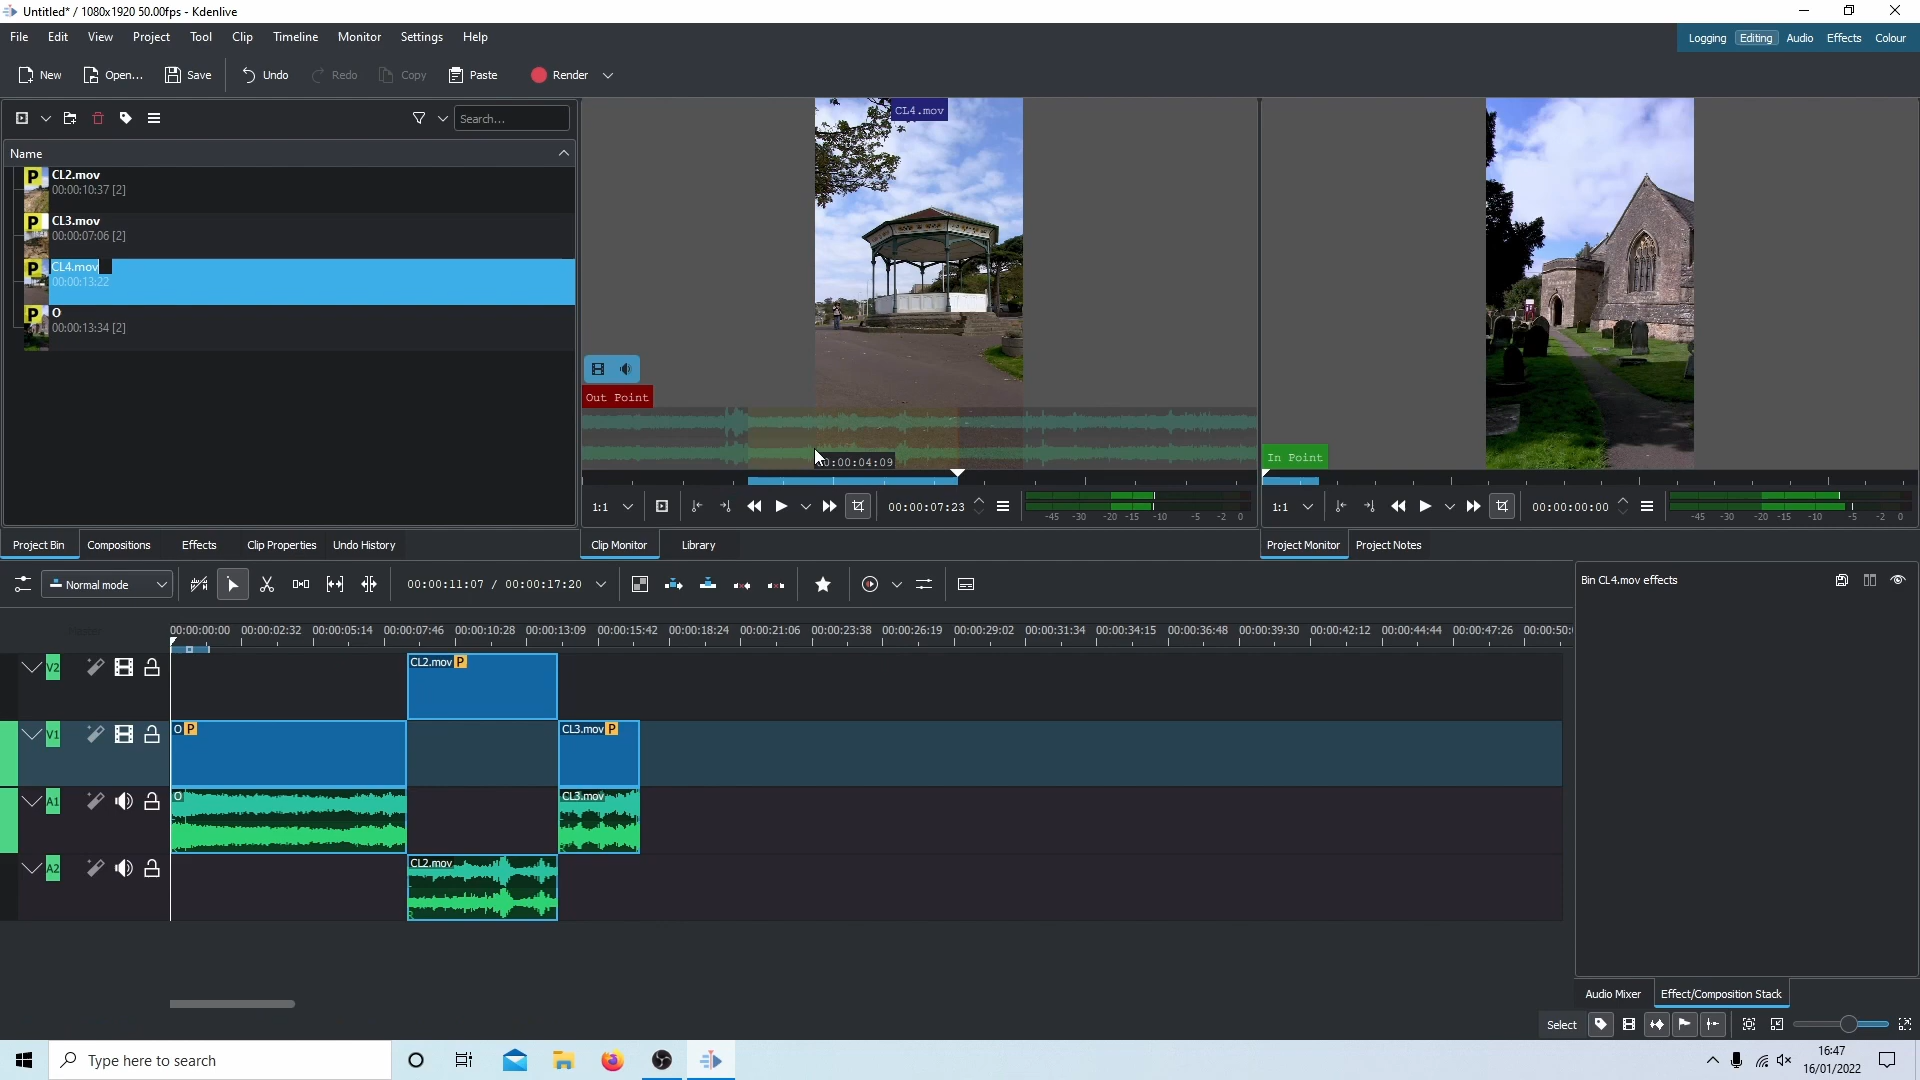 Untitled* / 1080x1920 50.00fps - Kdenlive
File Edit View Project Tool Clip Timeline Monitor Settings Help
Logging Editing Audio Effects Colour
New Open... Save Undo Redo Copy Paste Render
Search...
Name
P CL2.mov
00:00:10:37 [2]
P CL3.mov
00:00:07:06 [2]
P CL4.mov
00:00:13:22
P O
00:00:13:34 [2]
CL4.mov
Out Point
00:00:04:09
In Point
1:1 00:00:07:23 -45 -30 -20 -15 -10 -5 -2 0
1:1 00:00:00:00 -45 -30 -20 -15 -10 -5 -2 0
Project Bin Compositions Effects Clip Properties Undo History
Clip Monitor Library
Project Monitor Project Notes
Normal mode 00:00:11:07 / 00:00:17:20
Bin CL4.mov effects
00:00:00:00 00:00:02:32 00:00:05:14 00:00:07:46 00:00:10:28 00:00:13:09 00:00:15:42 00:00:18:24 00:00:21:06 00:00:23:38 00:00:26:19 00:00:29:02 00:00:31:34 00:00:34:15 00:00:36:48 00:00:39:30 00:00:42:12 00:00:44:44 00:00:47:26 00:00:50:
V2 CL2.mov P
V1 O P CL3.mov P
A1 O CL3.mov
R R
A2 CL2.mov
R
Audio Mixer Effect/Composition Stack
Select
Type here to search
16:47
16/01/2022